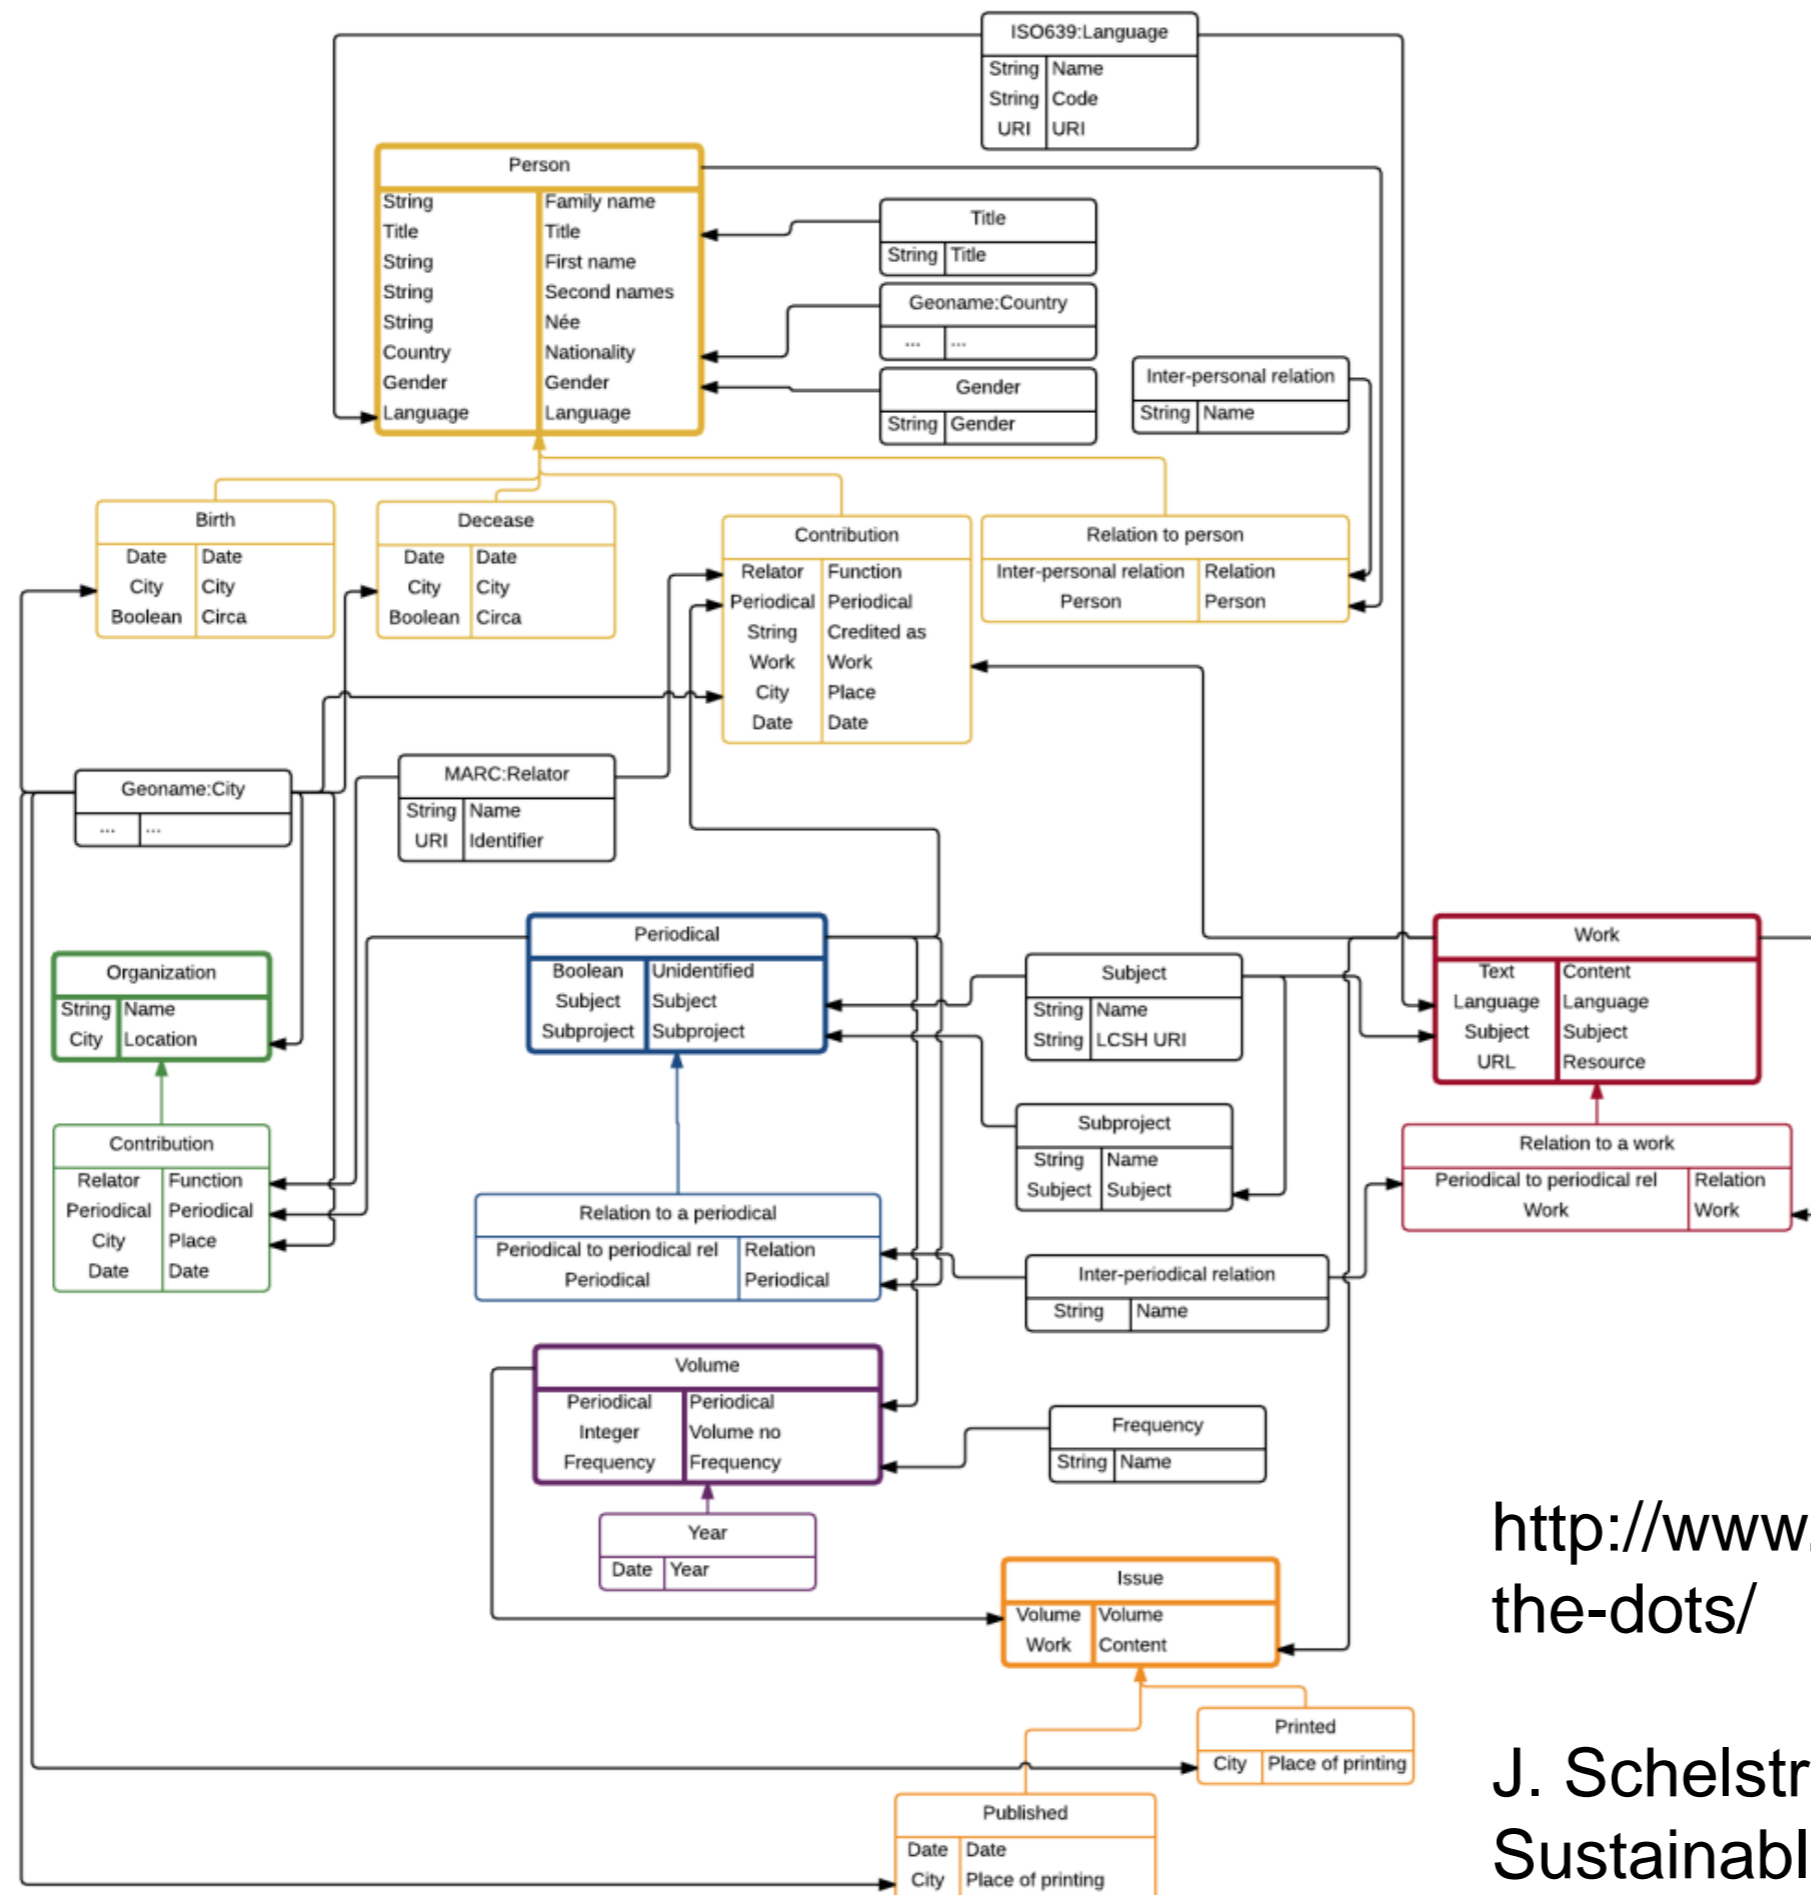 ISO639:Language
String Name
String Code
URI URI
Person
String Family name
Title Title
String First name
String Second names
String Née
Country Nationality
Gender Gender
Language Language
Title
String Title
Geoname:Country
... ...
Gender
String Gender
Inter-personal relation
String Name
Birth
Date Date
City City
Boolean Circa
Decease
Date Date
City City
Boolean Circa
Contribution
Relator Function
Periodical Periodical
String Credited as
Work Work
City Place
Date Date
Relation to person
Inter-personal relation Relation
Person Person
Geoname:City
... ...
MARC:Relator
String Name
URI Identifier
Organization
String Name
City Location
Periodical
Boolean Unidentified
Subject Subject
Subproject Subproject
Subject
String Name
String LCSH URI
Work
Text Content
Language Language
Subject Subject
URL Resource
Contribution
Relator Function
Periodical Periodical
City Place
Date Date
Subproject
String Name
Subject Subject
Relation to a work
Periodical to periodical rel Relation
Work Work
Relation to a periodical
Periodical to periodical rel Relation
Periodical Periodical
Inter-periodical relation
String Name
Volume
Periodical Periodical
Integer Volume no
Frequency Frequency
Frequency
String Name
Year
Date Year
Issue
Volume Volume
Work Content
Printed
City Place of printing
Published
Date Date
City Place of printing
http://www.
the-dots/
J. Schelstr
Sustainabl